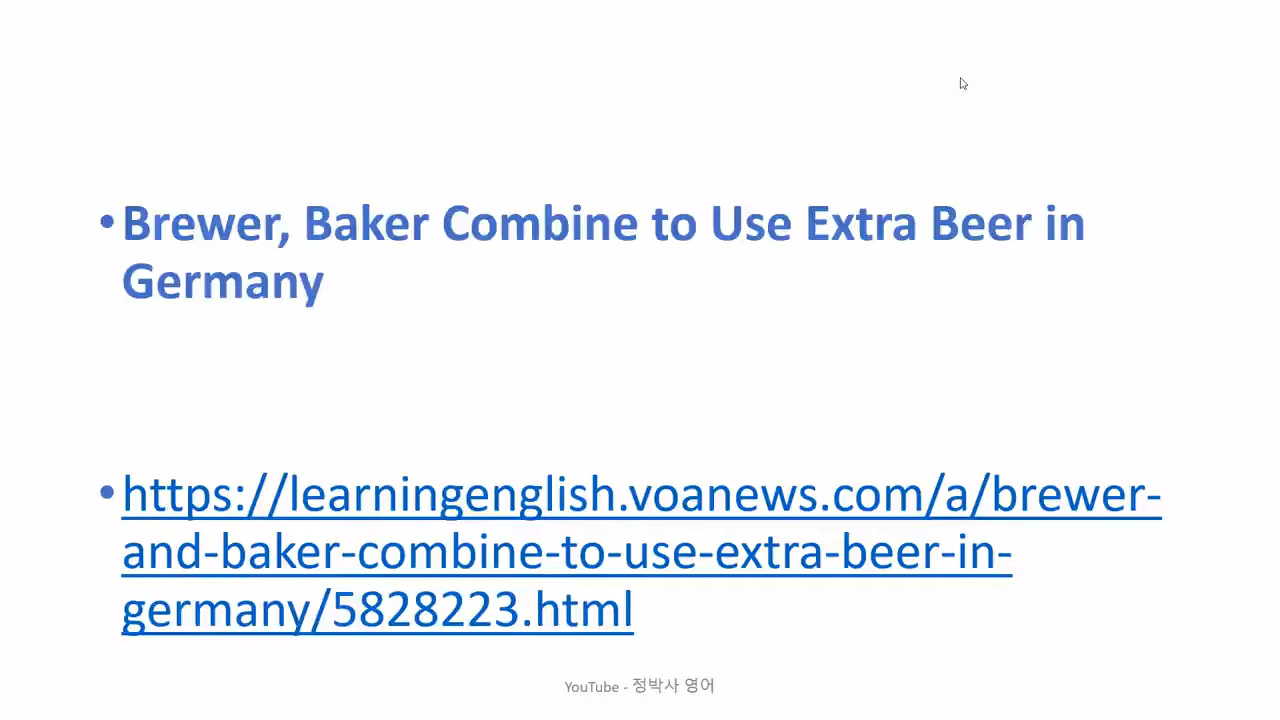 •Brewer, Baker Combine to Use Extra Beer in
Germany
•https://learningenglish.voanews.com/a/brewer-
and-baker-combine-to-use-extra-beer-in-
germany/5828223.html
YouTube - 정박사 영어